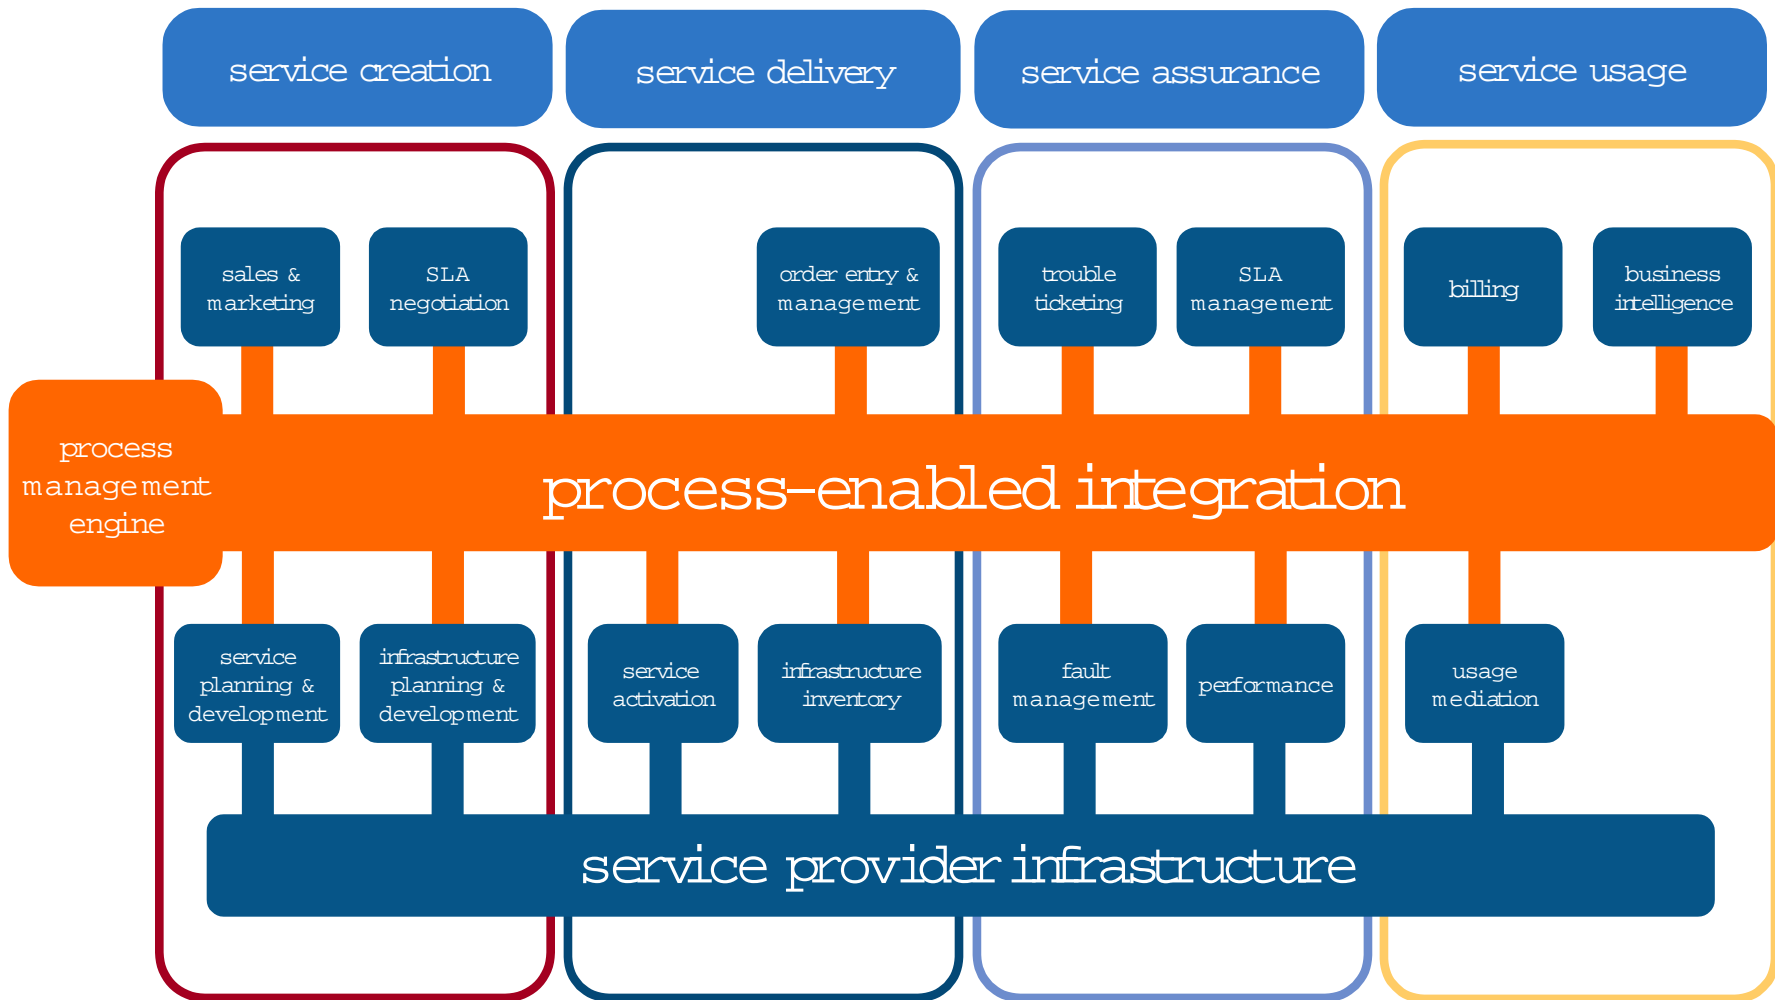 service creation
service delivery
service assurance
service usage
sales &
marketing
SLA
negotiation
order entry &
management
trouble
ticketing
SLA
management
billing
business
intelligence
process
management
engine
process-enabled integration
service
planning &
development
infrastructure
planning &
development
service
activation
infrastructure
inventory
fault
management
performance
usage
mediation
service provider infrastructure